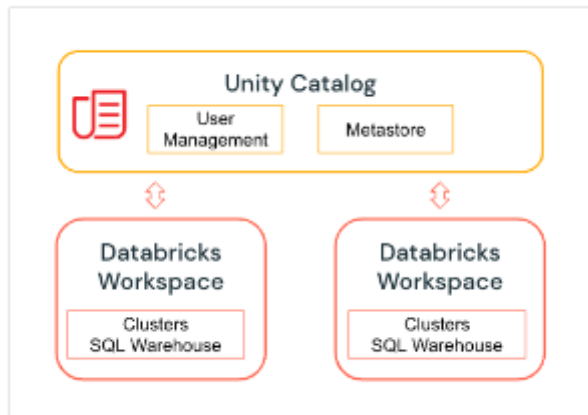 Unity Catalog
User
Management
Metastore
Databricks
Workspace
Clusters
SQL Warehouse
Databricks
Workspace
Clusters
SQL Warehouse